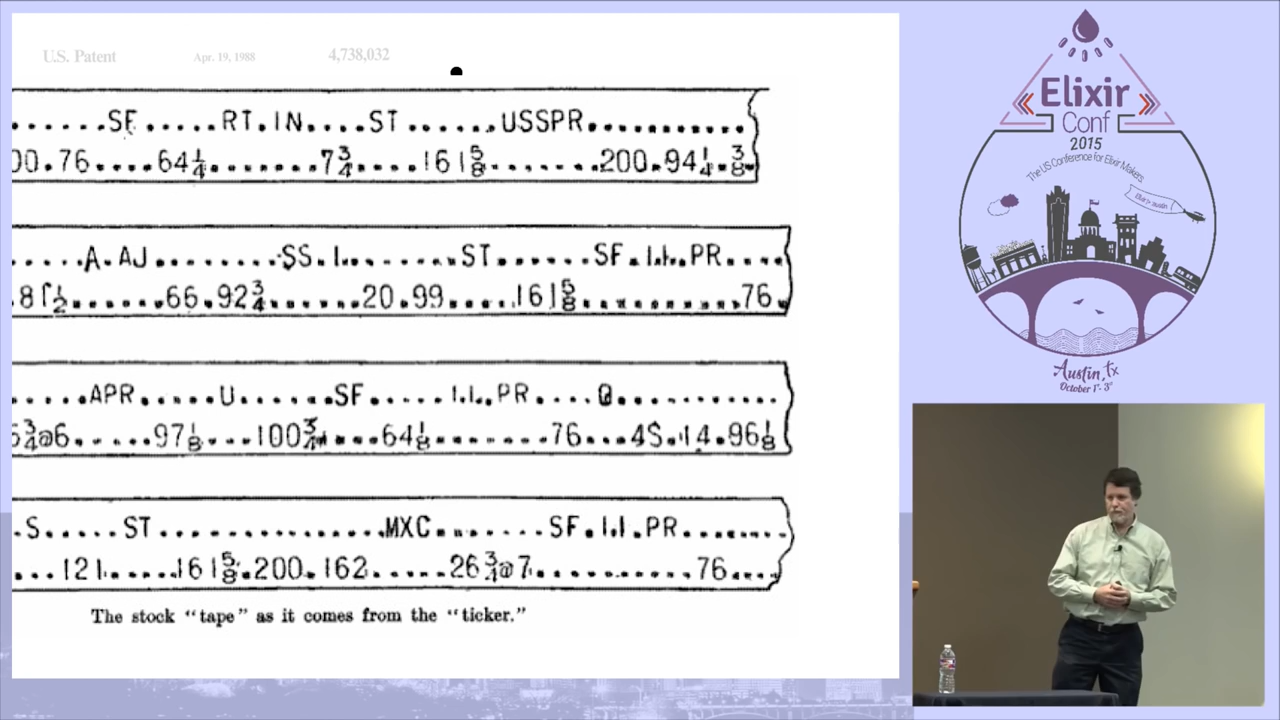 U.S. Patent Apr. 19, 1988 4,738,032
.......SF.....RT.IN....ST......USSPR............
00.76....64¼.......7¾....161⅝........200.94¼.⅜.
.....A.AJ........SS.I.......ST......SF.I.I..PR....
.81½......66.92¾.....20.99....161⅝...........76.
.....APR.....U......SF.....I.I..PR....Q...........
¾@6.....97⅛...100¾....64⅛.......76...4S.14.96⅛
.S....ST.............MXC.......SF.I.I.PR.......
...121.....161⅝.200.162.....26¾@7..........76....
The stock “tape” as it comes from the “ticker.”
Elixir
Conf
2015
The US Conference for Elixir Makers
Austin, tx
October 1st - 3rd